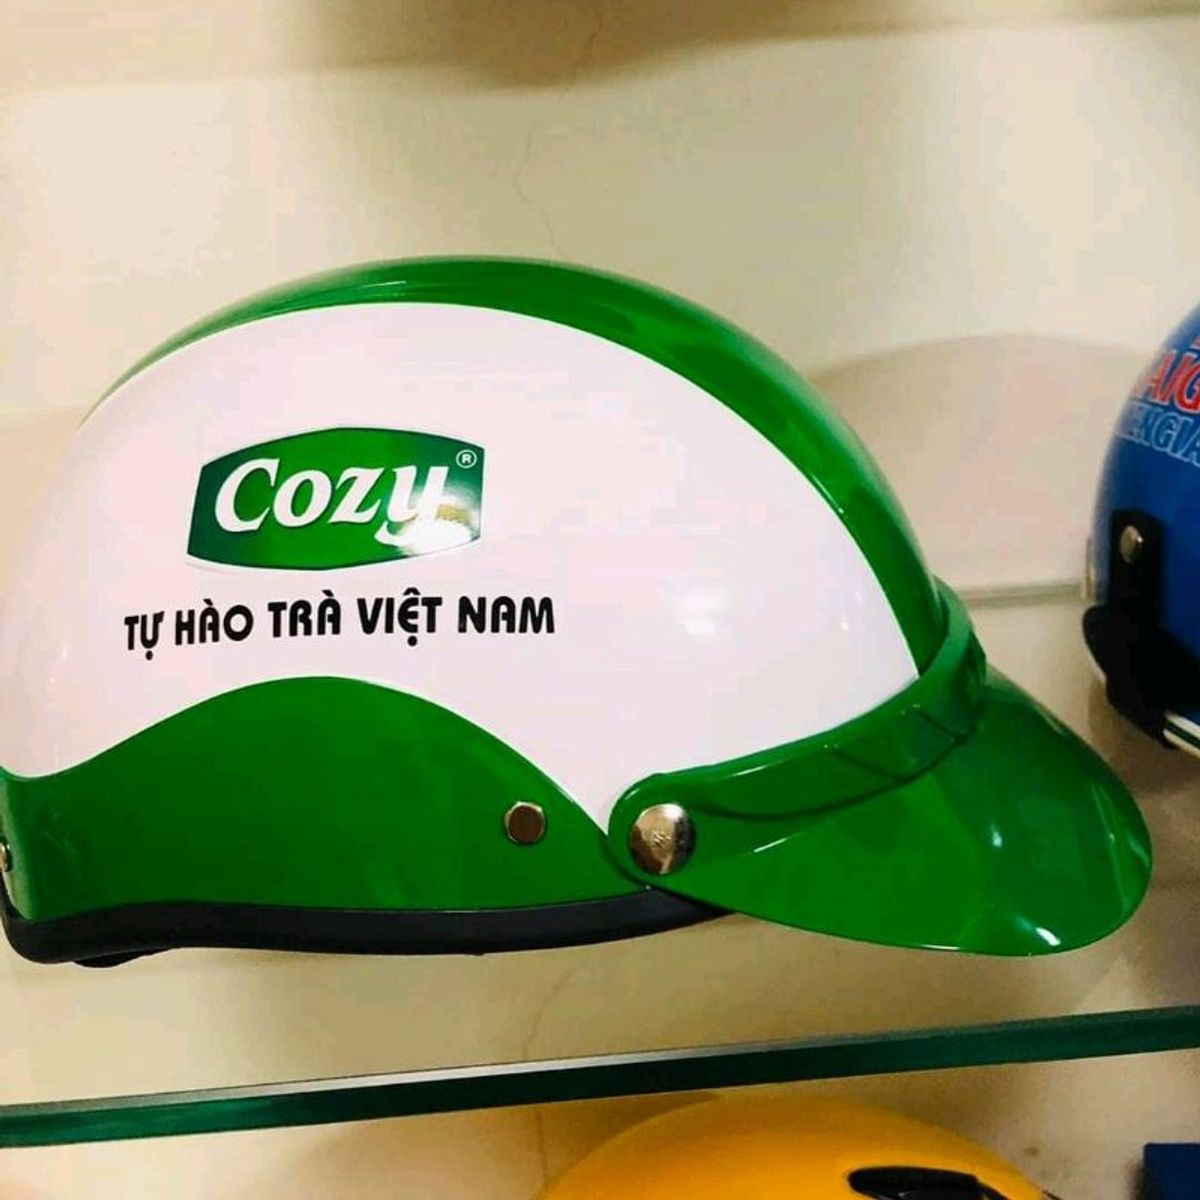 Cozy®
TỰ HÀO TRÀ VIỆT NAM